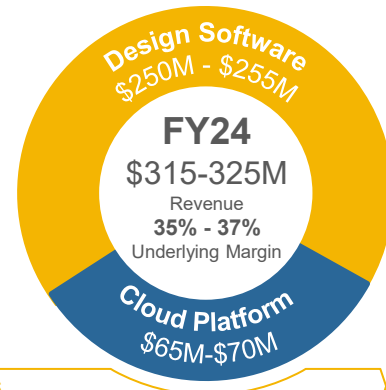 Design Software
$250M - $255M
FY24
$315-325M
Revenue
35% - 37%
Underlying Margin
Cloud Platform
$65M-$70M